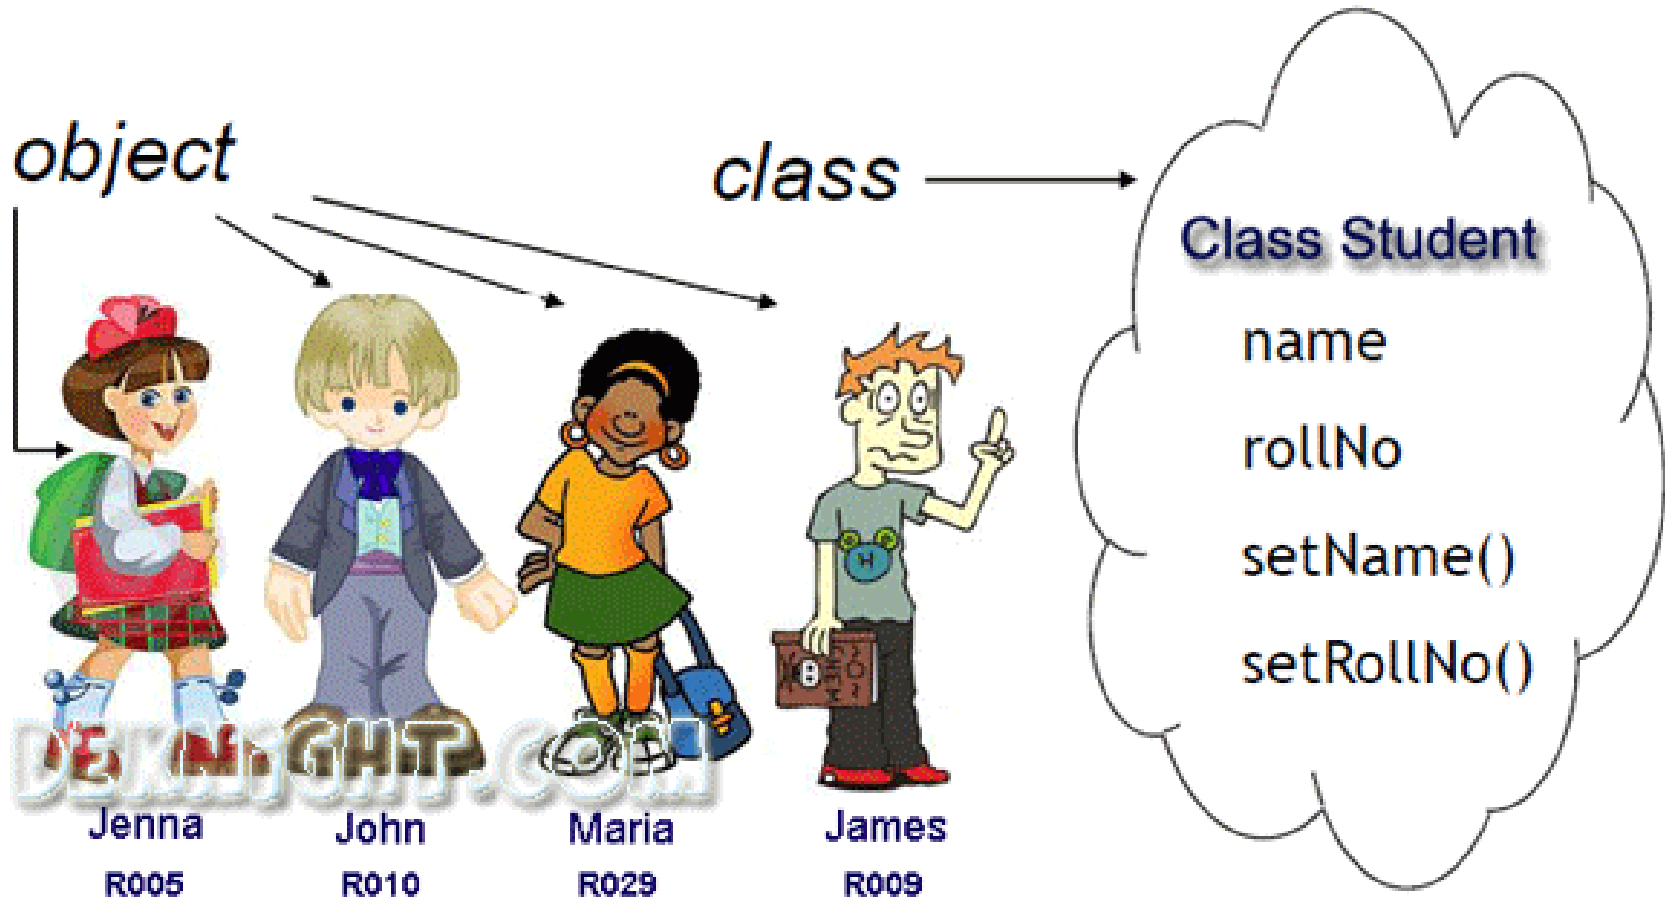 object
class
Class Student
name
rollNo
setName()
setRollNo()
H
Jenna
John
Maria
James
R005
R010
R029
R009